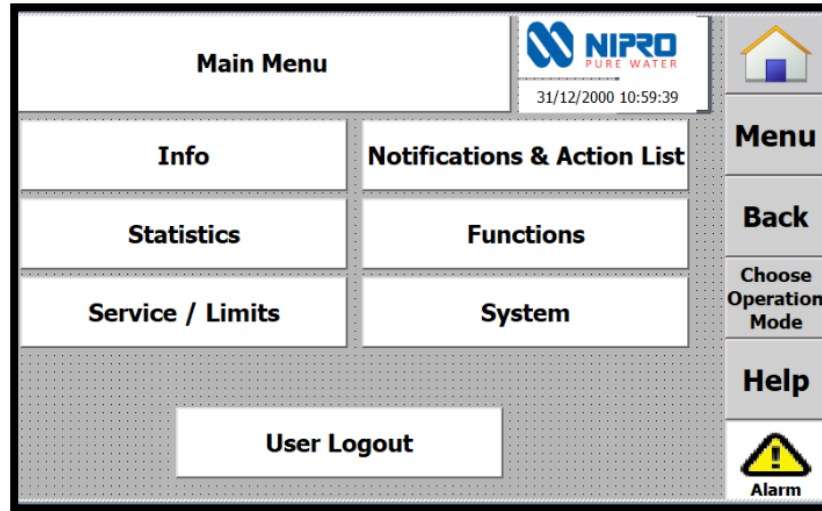 Main Menu
NIPRO
PURE WATER
31/12/2000 10:59:39
Info
Notifications & Action List
Statistics
Functions
Service / Limits
System
User Logout
Menu
Back
Choose
Operation
Mode
Help
Alarm